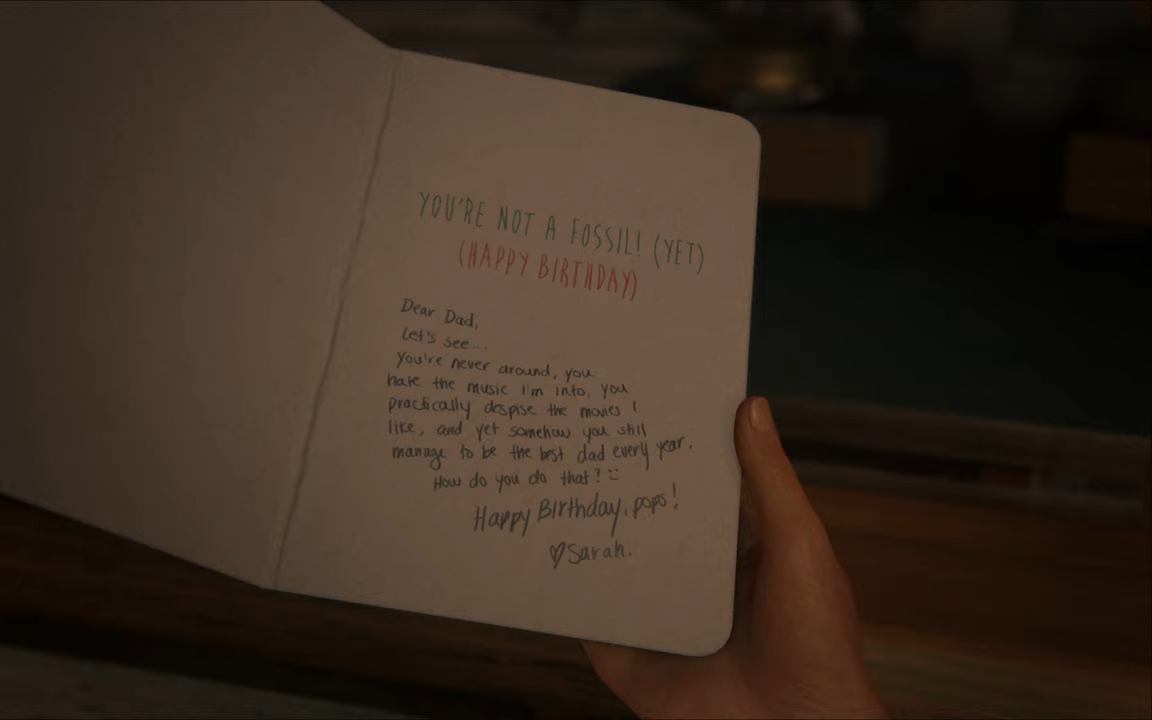 YOU'RE NOT A FOSSIL! (YET)
(HAPPY BIRTHDAY)
Dear Dad,
Let's see...
You're never around, you
hate the music I'm into, you
practically despise the movies I
like, and yet somehow you still
manage to be the best dad every year.
How do you do that? :)
Happy Birthday, pops!
♡Sarah.